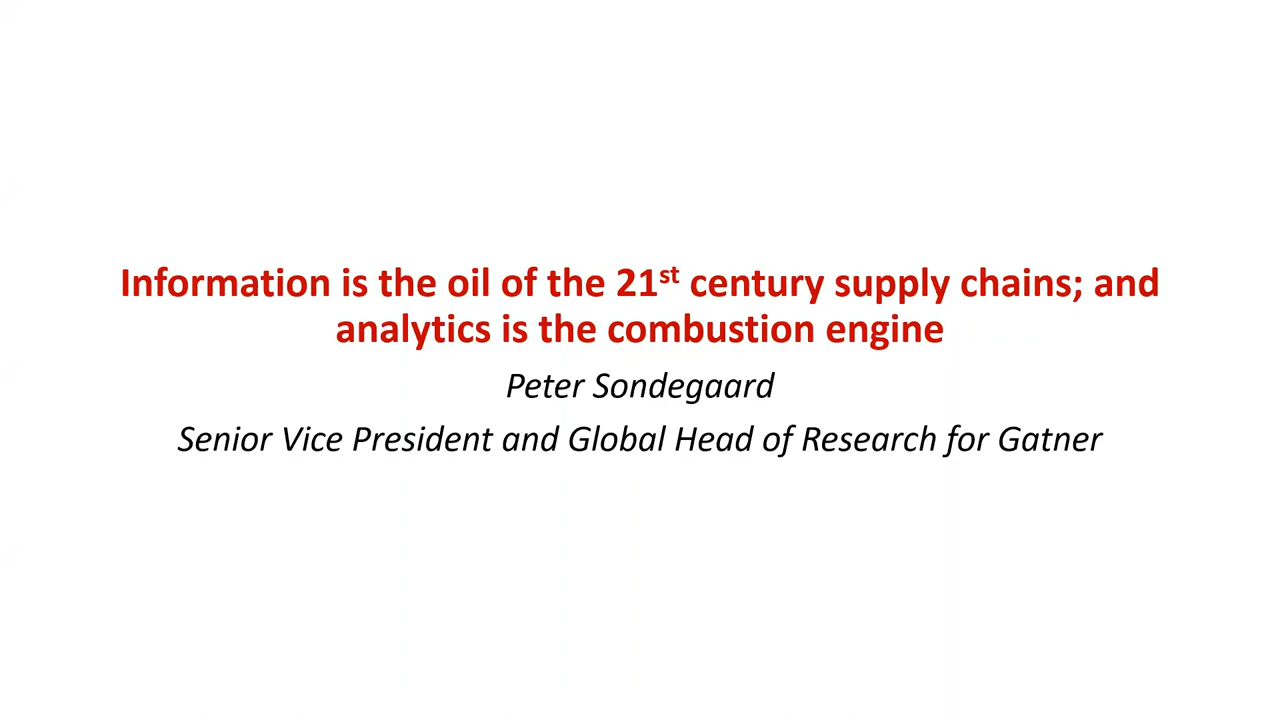 Information is the oil of the 21st century supply chains; and
analytics is the combustion engine
Peter Sondegaard
Senior Vice President and Global Head of Research for Gatner